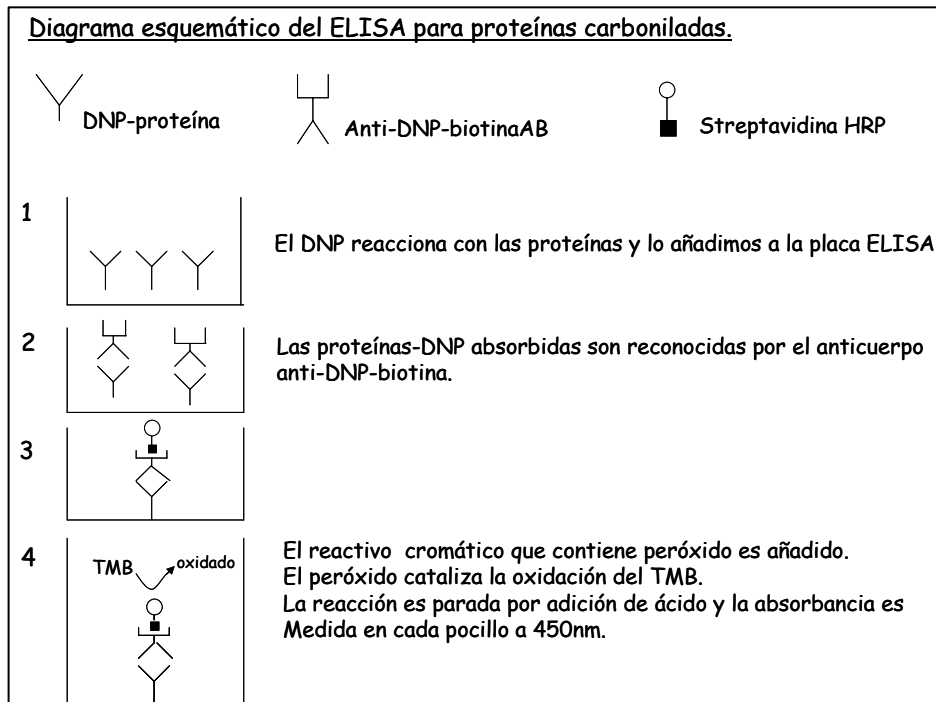 Diagrama esquemático del ELISA para proteínas carboniladas.
DNP-proteína
Anti-DNP-biotinaAB
Streptavidina HRP
1
El DNP reacciona con las proteínas y lo añadimos a la placa ELISA
2
Las proteínas-DNP absorbidas son reconocidas por el anticuerpo
anti-DNP-biotina.
3
4
TMB
oxidado
El reactivo cromático que contiene peróxido es añadido.
El peróxido cataliza la oxidación del TMB.
La reacción es parada por adición de ácido y la absorbancia es
Medida en cada pocillo a 450nm.